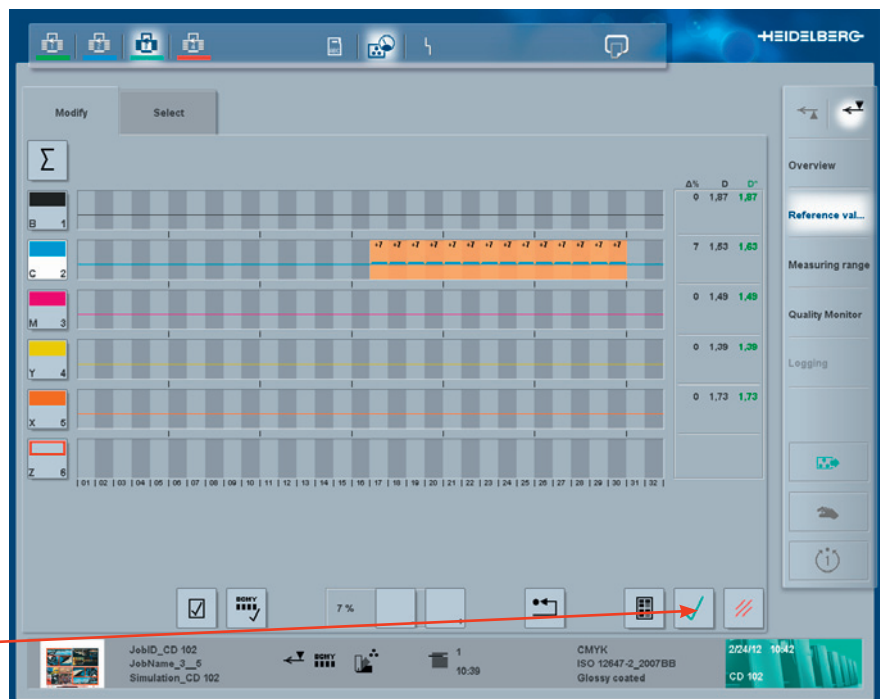 HEIDELBERG
Modify
Select
Δ% D D^
Σ
B 1
0 1,87 1,87
C 2
+7 +7 +7 +7 +7 +7 +7 +7 +7 +7 +7 +7 +7 +7
7 1,53 1,63
M 3
0 1,49 1,49
Y 4
0 1,39 1,39
X 5
0 1,73 1,73
Z 6
| 01 | 02 | 03 | 04 | 05 | 06 | 07 | 08 | 09 | 10 | 11 | 12 | 13 | 14 | 15 | 16 | 17 | 18 | 19 | 20 | 21 | 22 | 23 | 24 | 25 | 26 | 27 | 28 | 29 | 30 | 31 | 32 |
Overview
Reference val...
Measuring range
Quality Monitor
Logging
1
BCMY
7 %
JobID_CD 102
JobName_3__5
Simulation_CD 102
BCMY
1
10:39
CMYK
ISO 12647-2_2007BB
Glossy coated
2/24/12 10:42
CD 102